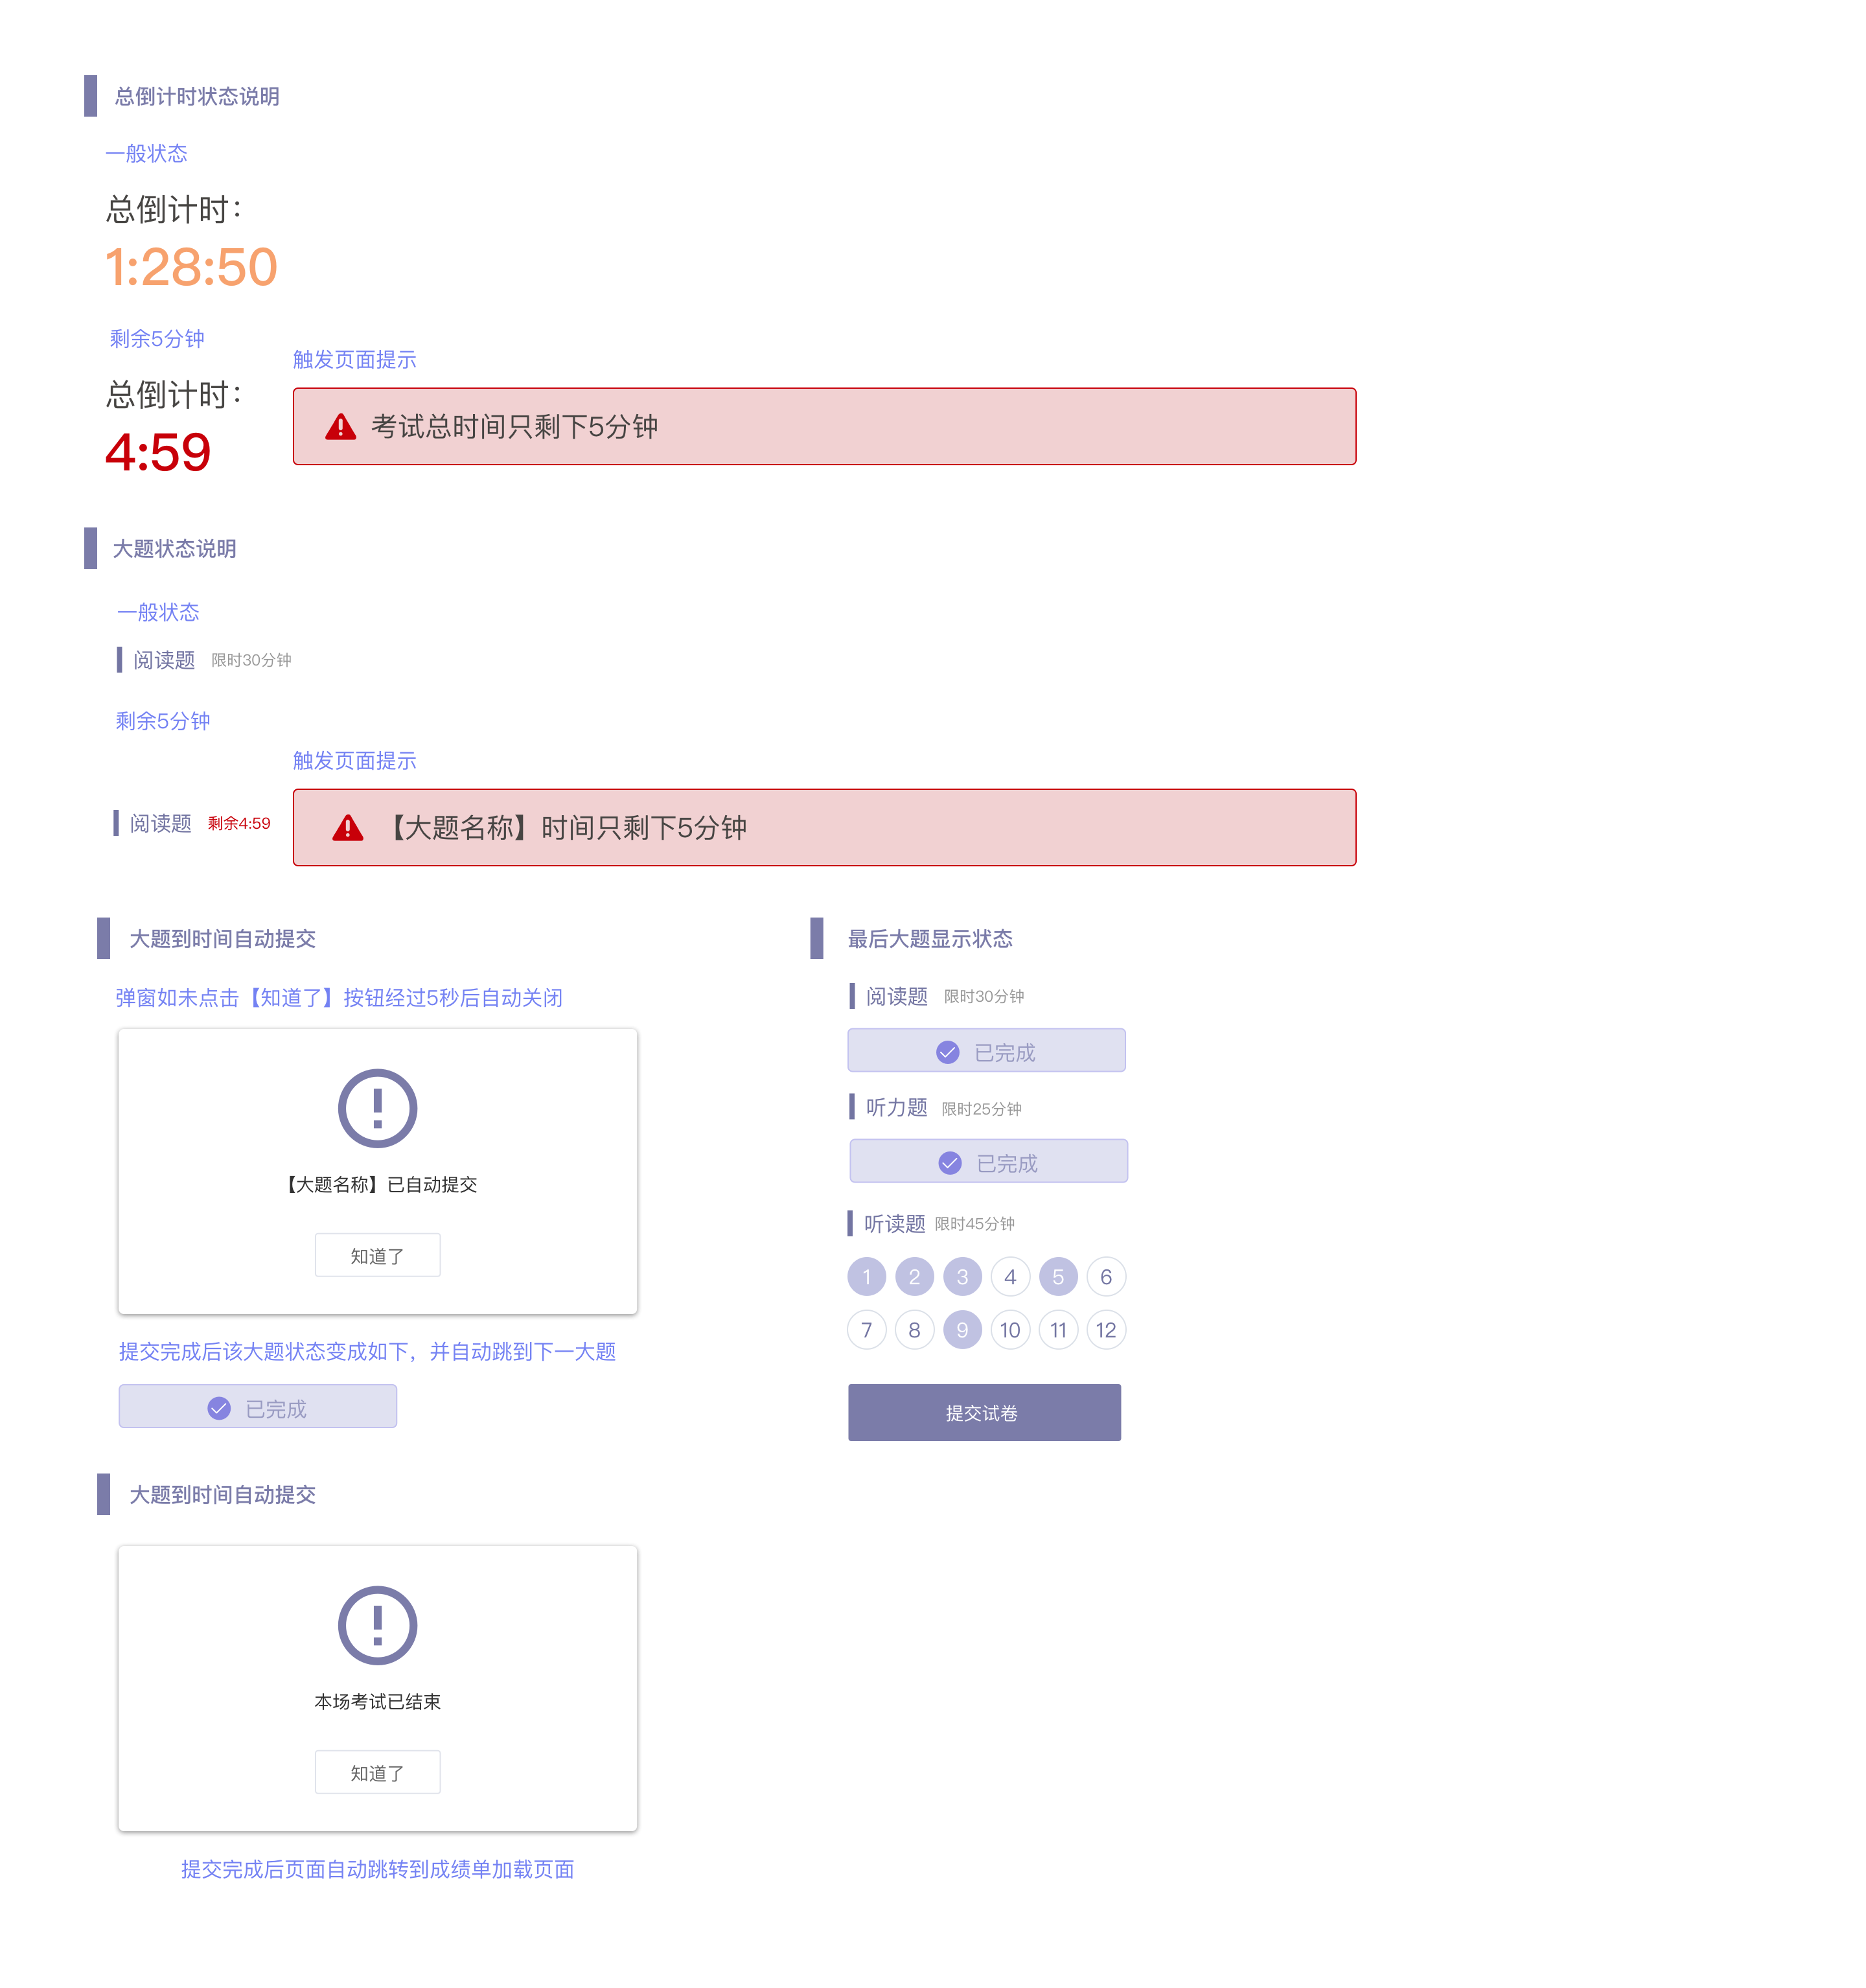 总倒计时状态说明
一般状态
总倒计时：
1:28:50
剩余5分钟
触发页面提示
总倒计时：
4:59
考试总时间只剩下5分钟
大题状态说明
一般状态
阅读题 限时30分钟
剩余5分钟
触发页面提示
阅读题 剩余4:59
【大题名称】时间只剩下5分钟
大题到时间自动提交
弹窗如未点击【知道了】按钮经过5秒后自动关闭
【大题名称】已自动提交
知道了
提交完成后该大题状态变成如下，并自动跳到下一大题
已完成
大题到时间自动提交
本场考试已结束
知道了
提交完成后页面自动跳转到成绩单加载页面
最后大题显示状态
阅读题 限时30分钟
已完成
听力题 限时25分钟
已完成
听读题 限时45分钟
1 2 3 4 5 6
7 8 9 10 11 12
提交试卷